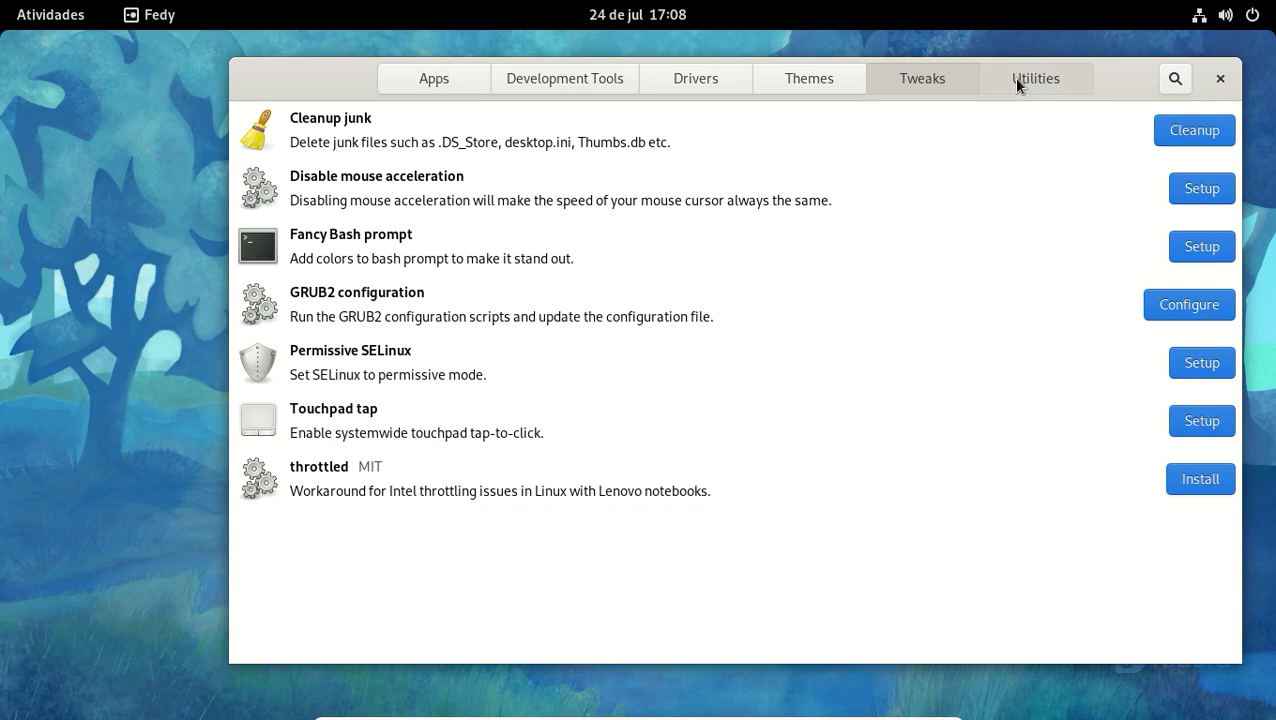 Atividades Fedy 24 de jul 17:08
Apps Development Tools Drivers Themes Tweaks Utilities
Cleanup junk
Delete junk files such as .DS_Store, desktop.ini, Thumbs.db etc.
Cleanup
Disable mouse acceleration
Disabling mouse acceleration will make the speed of your mouse cursor always the same.
Setup
Fancy Bash prompt
Add colors to bash prompt to make it stand out.
Setup
GRUB2 configuration
Run the GRUB2 configuration scripts and update the configuration file.
Configure
Permissive SELinux
Set SELinux to permissive mode.
Setup
Touchpad tap
Enable systemwide touchpad tap-to-click.
Setup
throttled MIT
Workaround for Intel throttling issues in Linux with Lenovo notebooks.
Install